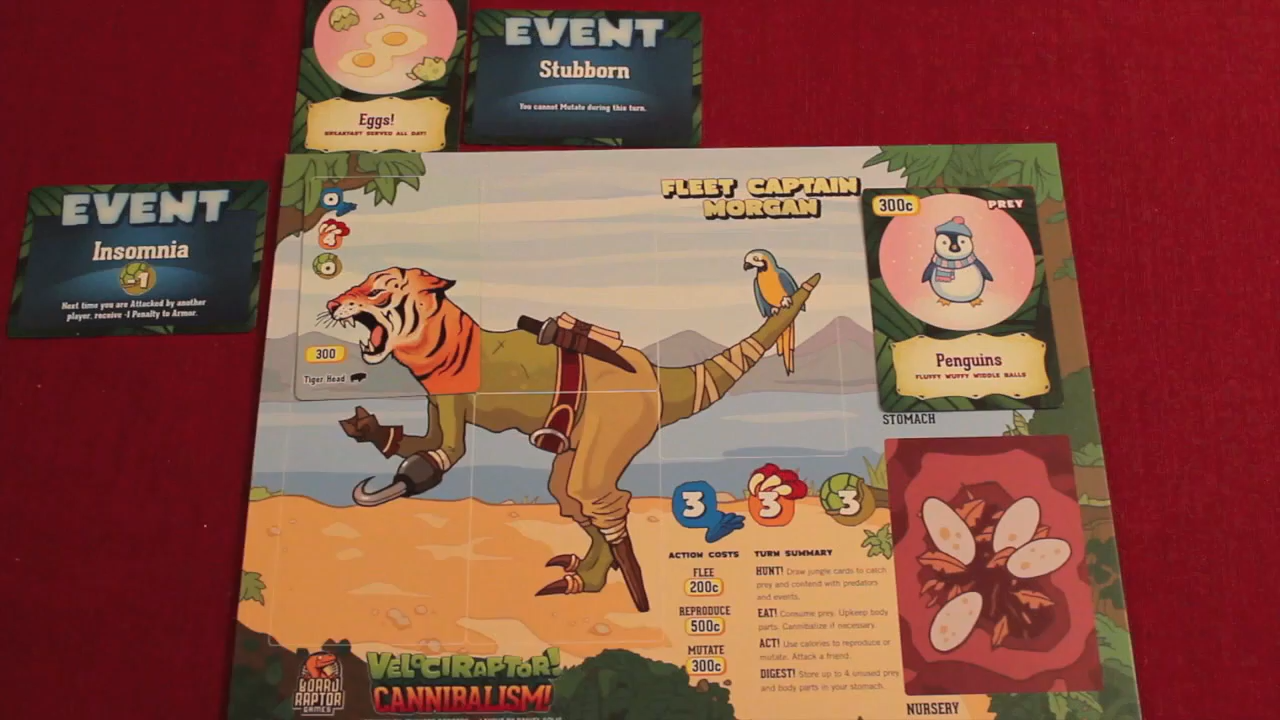 Eggs!
BREAKFAST SERVED ALL DAY!
EVENT
Stubborn
You cannot Mutate during this turn.
EVENT
Insomnia
-1
Next time you are Attacked by another
player, receive -1 Penalty to Armor.
0
4
0
300
Tiger Head
FLEET CAPTAIN
MORGAN
300c
PREY
Penguins
FLUFFY WUFFY WIDDLE BALLS
STOMACH
3
3
3
ACTION COSTS
FLEE
200c
REPRODUCE
500c
MUTATE
300c
TURN SUMMARY
HUNT! Draw jungle cards to catch
prey and contend with predators
and events.
EAT! Consume prey. Upkeep body
parts. Cannibalize if necessary.
ACT! Use calories to reproduce or
mutate. Attack a friend.
DIGEST! Store up to 4 unused prey
and body parts in your stomach.
NURSERY
BOARD
RAPTOR
GAMES
VELOCIRAPTOR!
CANNIBALISM!